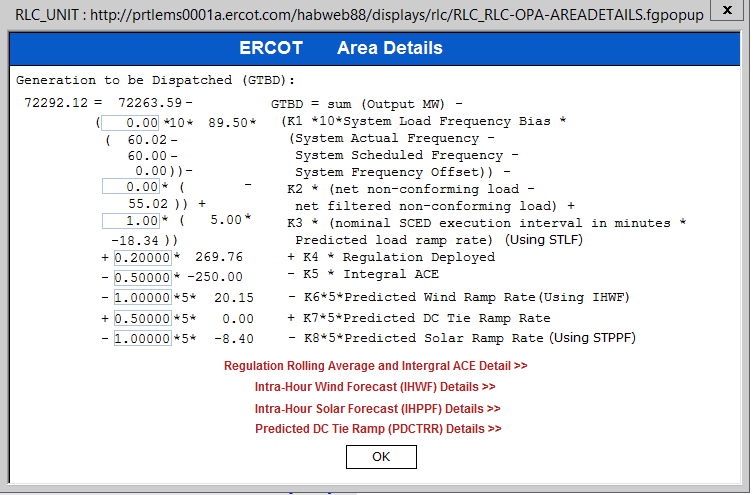 RLC_UNIT : http://prtlems0001a.ercot.com/habweb88/displays/rlc/RLC_RLC-OPA-AREADETAILS.fgpopup x
ERCOT Area Details
Generation to be Dispatched (GTBD):
72292.12 = 72263.59 - GTBD = sum (Output MW) -
( 0.00 *10* 89.50* (K1 *10*System Load Frequency Bias *
( 60.02 - (System Actual Frequency -
60.00 - System Scheduled Frequency -
0.00))- System Frequency Offset)) -
0.00 * ( - K2 * (net non-conforming load -
55.02 )) + net filtered non-conforming load) +
1.00 * ( 5.00 * K3 * (nominal SCED execution interval in minutes *
-18.34 )) Predicted load ramp rate) (Using STLF)
+ 0.20000 * 269.76 + K4 * Regulation Deployed
- 0.50000 * -250.00 - K5 * Integral ACE
- 1.00000 *5* 20.15 - K6*5*Predicted Wind Ramp Rate (Using IHWF)
+ 0.50000 *5* 0.00 + K7*5*Predicted DC Tie Ramp Rate
- 1.00000 *5* -8.40 - K8*5*Predicted Solar Ramp Rate (Using STPPF)
Regulation Rolling Average and Intergral ACE Detail >>
Intra-Hour Wind Forecast (IHWF) Details >>
Intra-Hour Solar Forecast (IHPPF) Details >>
Predicted DC Tie Ramp (PDCTRR) Details >>
OK